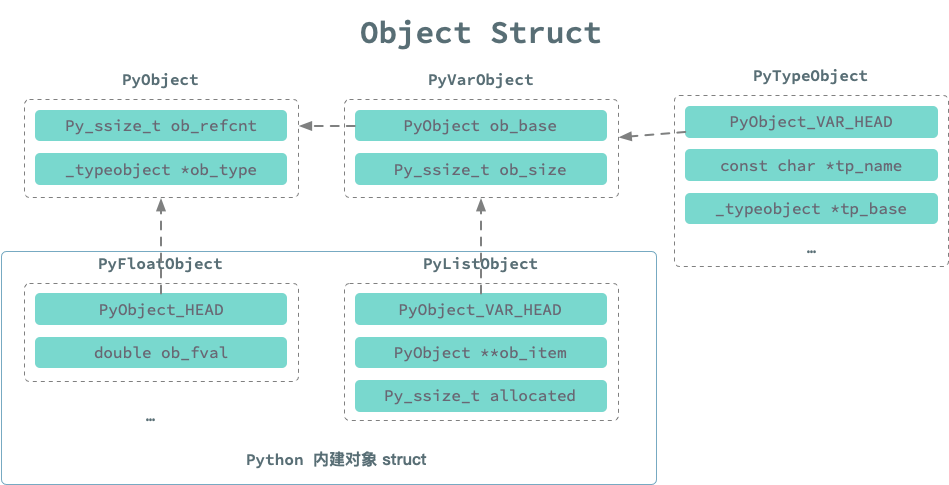 Object Struct
PyObject
Py_ssize_t ob_refcnt
_typeobject *ob_type
PyVarObject
PyObject ob_base
Py_ssize_t ob_size
PyTypeObject
PyObject_VAR_HEAD
const char *tp_name
_typeobject *tp_base
…
PyFloatObject
PyObject_HEAD
double ob_fval
…
PyListObject
PyObject_VAR_HEAD
PyObject **ob_item
Py_ssize_t allocated
Python 内建对象 struct